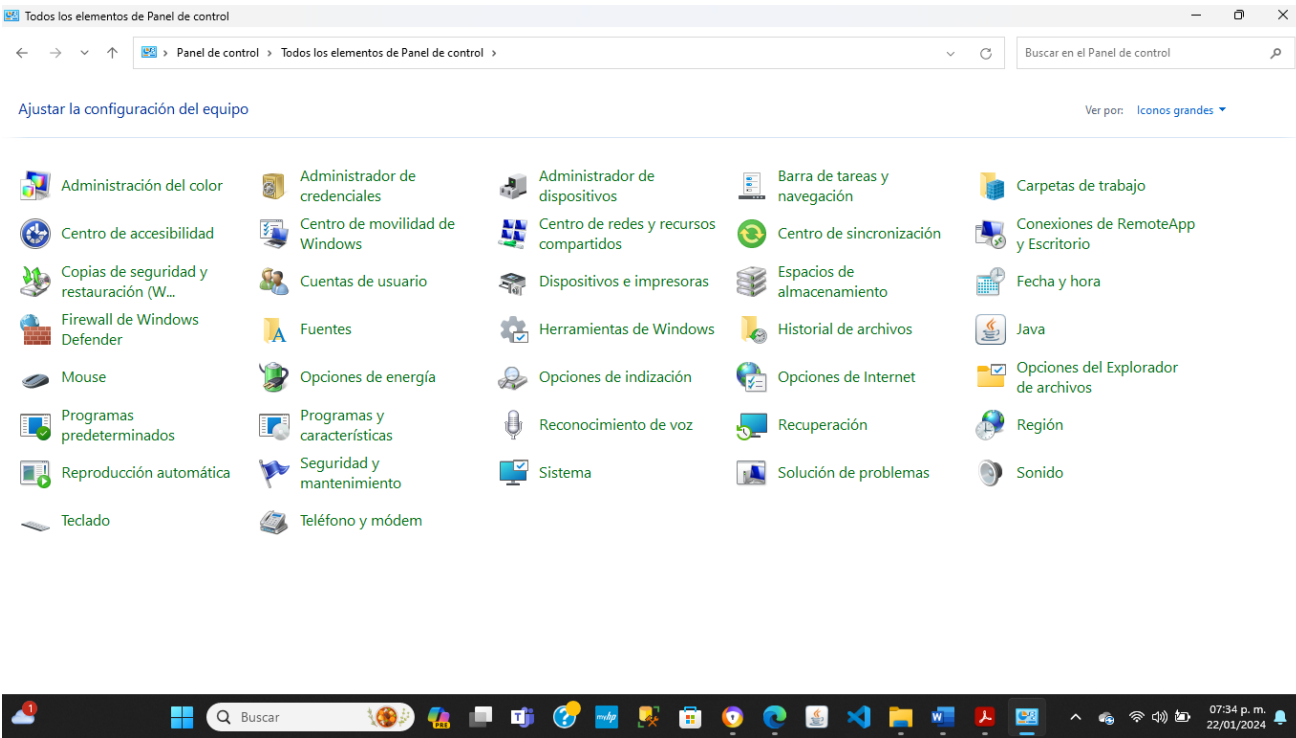 Todos los elementos de Panel de control
Panel de control > Todos los elementos de Panel de control >
Buscar en el Panel de control
Ajustar la configuración del equipo
Ver por: Iconos grandes
Administración del color
Administrador de
credenciales
Administrador de
dispositivos
Barra de tareas y
navegación
Carpetas de trabajo
Centro de accesibilidad
Centro de movilidad de
Windows
Centro de redes y recursos
compartidos
Centro de sincronización
Conexiones de RemoteApp
y Escritorio
Copias de seguridad y
restauración (W...
Cuentas de usuario
Dispositivos e impresoras
Espacios de
almacenamiento
Fecha y hora
Firewall de Windows
Defender
Fuentes
Herramientas de Windows
Historial de archivos
Java
Mouse
Opciones de energía
Opciones de indización
Opciones de Internet
Opciones del Explorador
de archivos
Programas
predeterminados
Programas y
características
Reconocimiento de voz
Recuperación
Región
Reproducción automática
Seguridad y
mantenimiento
Sistema
Solución de problemas
Sonido
Teclado
Teléfono y módem
1
Buscar
PRE
myhp
07:34 p. m.
22/01/2024